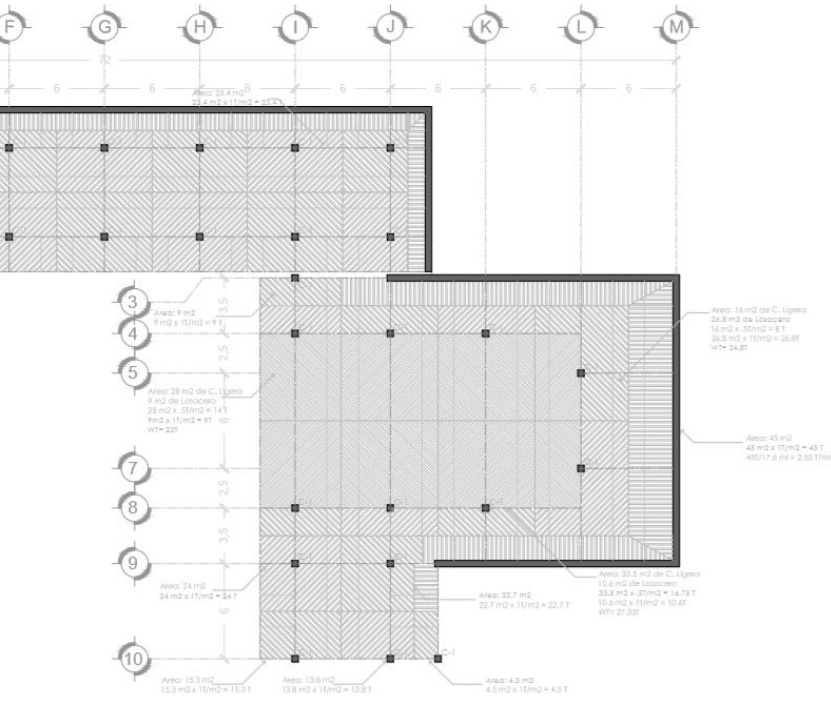 F G H I J K L M
72
6 6 6 6 6 6 6
Area: 23.4 m2
23.4 m2 x 1T/m2 = 23.4 T
3
3,5
Area: 9 m2
9 m2 x 1T/m2 = 9 T
4
2,5
5
Area: 16 m2 de C. Ligera
26.8 m2 de Losacero
16 m2 x .5T/m2 = 8 T
26.8 m2 x 1T/m2 = 26.8T
WT= 34.8T
Area: 28 m2 de C. Ligera
9 m2 de Losacero
28 m2 x .5T/m2 = 14 T
9m2 x 1T/m2 = 9T
WT= 23T
6
Area: 45 m2
45 m2 x 1T/m2 = 45 T
45T/17.6 ml = 2.55 T/ml
7
2,5
8
C-1 C-1 C-1
3,5
9
Area: 33.5 m2 de C. Ligera
10.6 m2 de Losacero
33.5 m2 x .5T/m2 = 16.75 T
10.6 m2 x 1T/m2 = 10.6T
WT= 27.35T
Area: 24 m2
24 m2 x 1T/m2 = 24 T
Area: 22.7 m2
22.7 m2 x 1T/m2 = 22.7 T
6
10
C-1
Area: 15.3 m2
15.3 m2 x 1T/m2 = 15.3 T
Area: 13.8 m2
13.8 m2 x 1T/m2 = 13.8 T
Area: 4.5 m2
4.5 m2 x 1T/m2 = 4.5 T